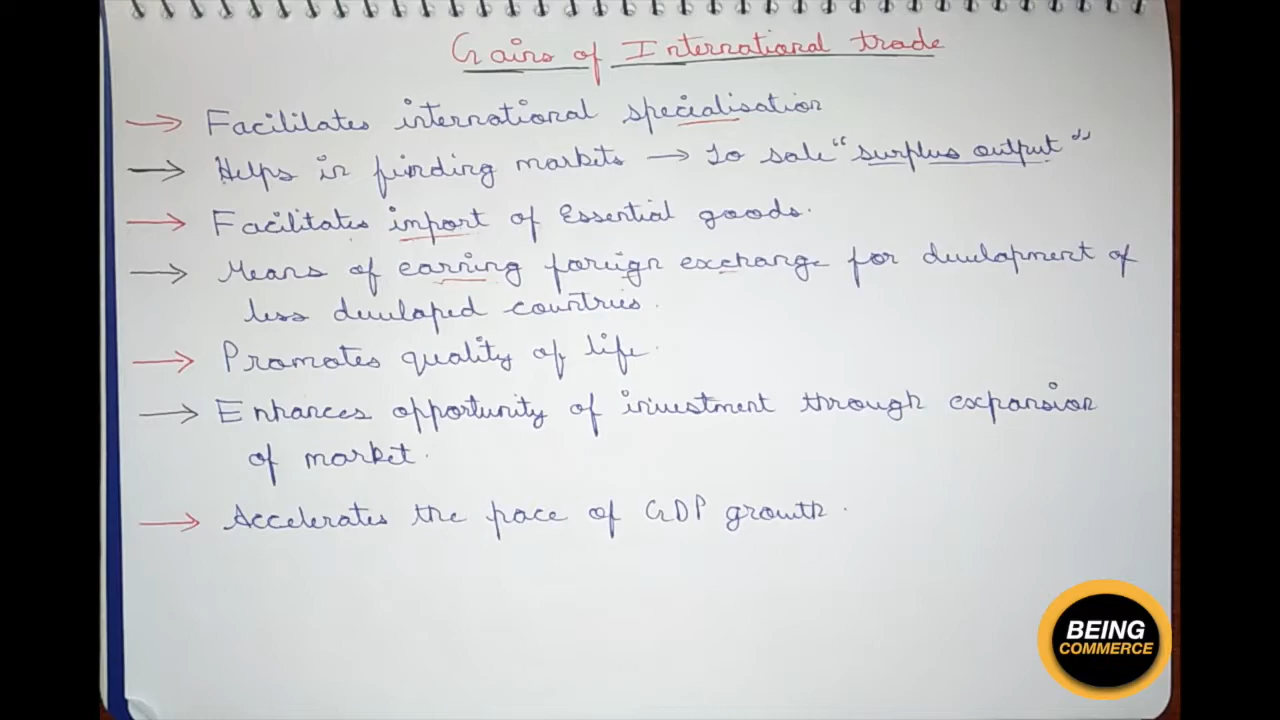 Gains of International trade
Facilitates international specialisation
Helps in finding markets → To sale "surplus output"
Facilitates import of Essential goods.
Means of earning foreign exchange for development of
less developed countries.
Promotes quality of life.
Enhances opportunity of investment through expansion
of market.
Accelerates the pace of GDP growth.
BEING
COMMERCE